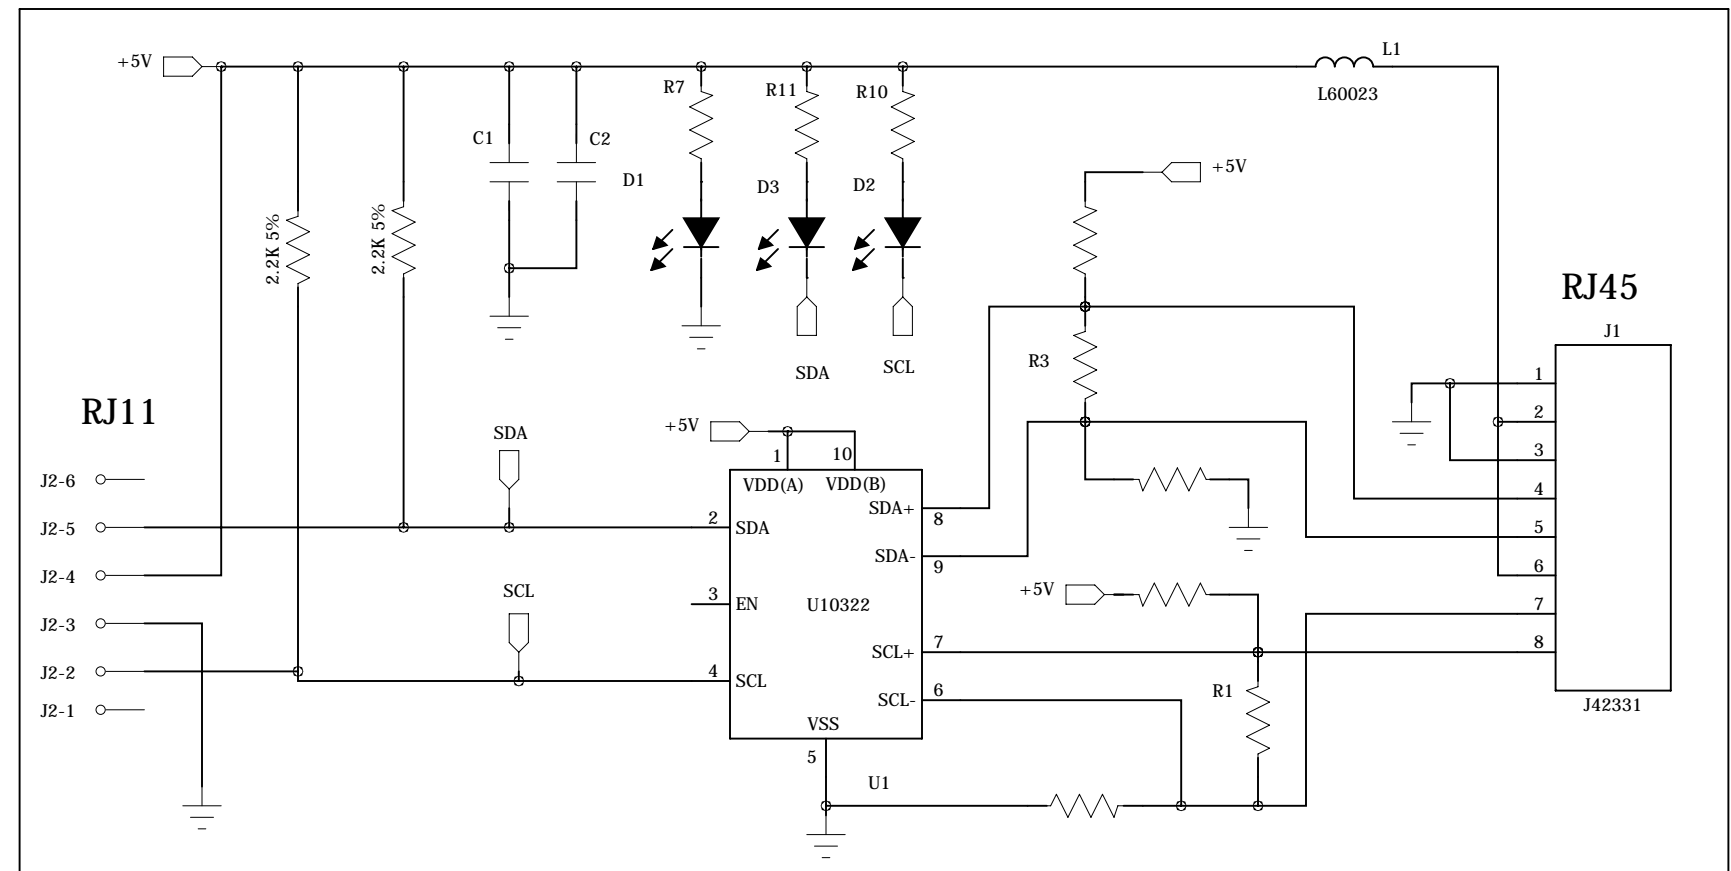 +5V
L1
R7
R11
R10
L60023
C1
C2
D1
D3
D2
+5V
2.2K 5%
2.2K 5%
RJ45
J1
R3
SDA
SCL
RJ11
SDA
+5V
1
10
VDD(A)
VDD(B)
J2-6
J2-5
J2-4
J2-3
J2-2
J2-1
2
SDA
3
EN
4
SCL
SCL
U10322
SDA+
8
SDA-
9
SCL+
7
SCL-
6
VSS
5
U1
+5V
R1
1
2
3
4
5
6
7
8
J42331